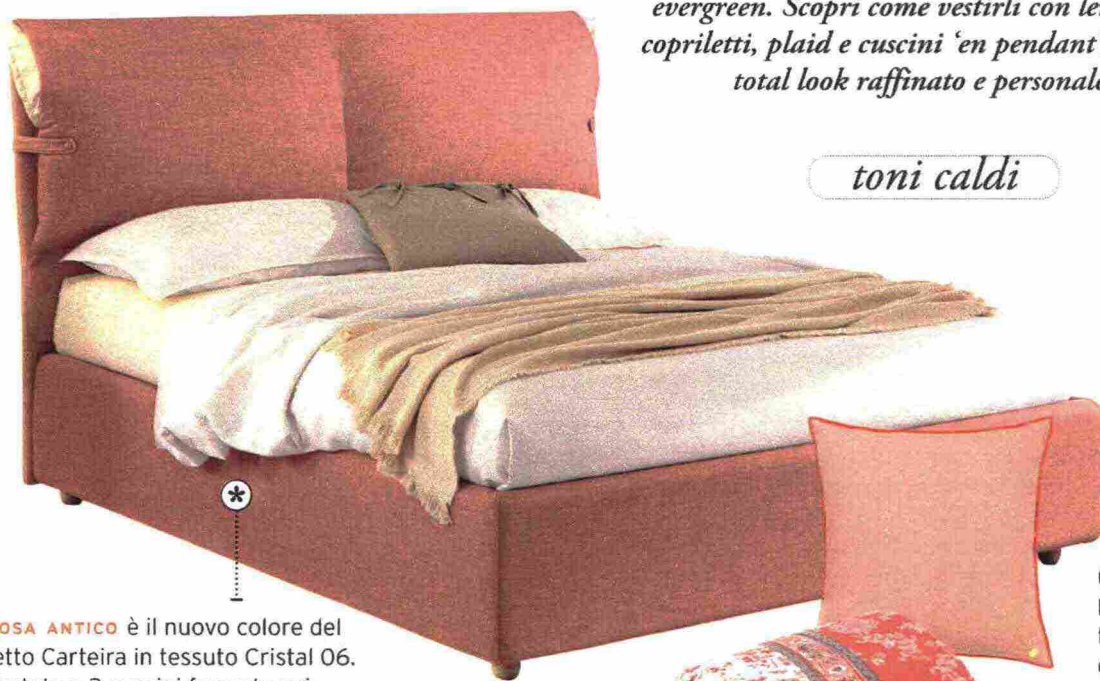 evergreen. Scopri come vestirli con le
copriletti, plaid e cuscini ‘en pendant’
total look raffinato e personale
toni caldi
*
OSA ANTICO è il nuovo colore del
etto Carteira in tessuto Cristal 06.